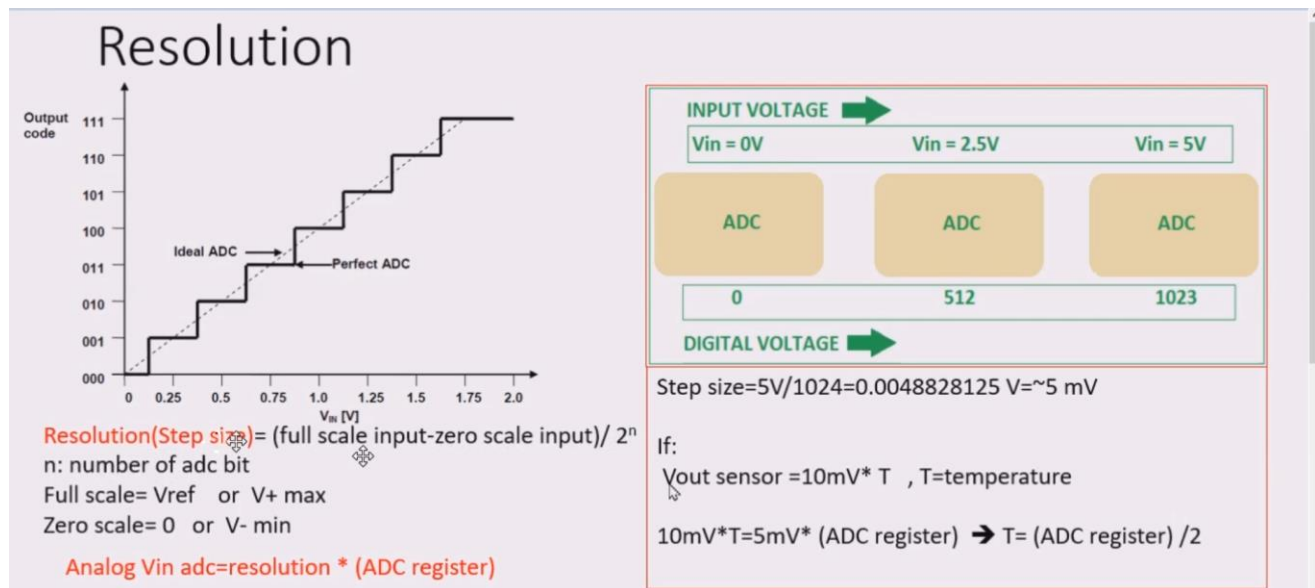 Resolution
Output
code
111
110
101
100
011
010
001
000
Ideal ADC
Perfect ADC
0 0.25 0.5 0.75 1.0 1.25 1.5 1.75 2.0
VIN [V]
Resolution(Step size)= (full scale input-zero scale input)/ 2ⁿ
n: number of adc bit
Full scale= Vref or V+ max
Zero scale= 0 or V- min
Analog Vin adc=resolution * (ADC register)
INPUT VOLTAGE
Vin = 0V Vin = 2.5V Vin = 5V
ADC ADC ADC
0 512 1023
DIGITAL VOLTAGE
Step size=5V/1024=0.0048828125 V=~5 mV
If:
Vout sensor =10mV* T , T=temperature
10mV*T=5mV* (ADC register) ➔ T= (ADC register) /2